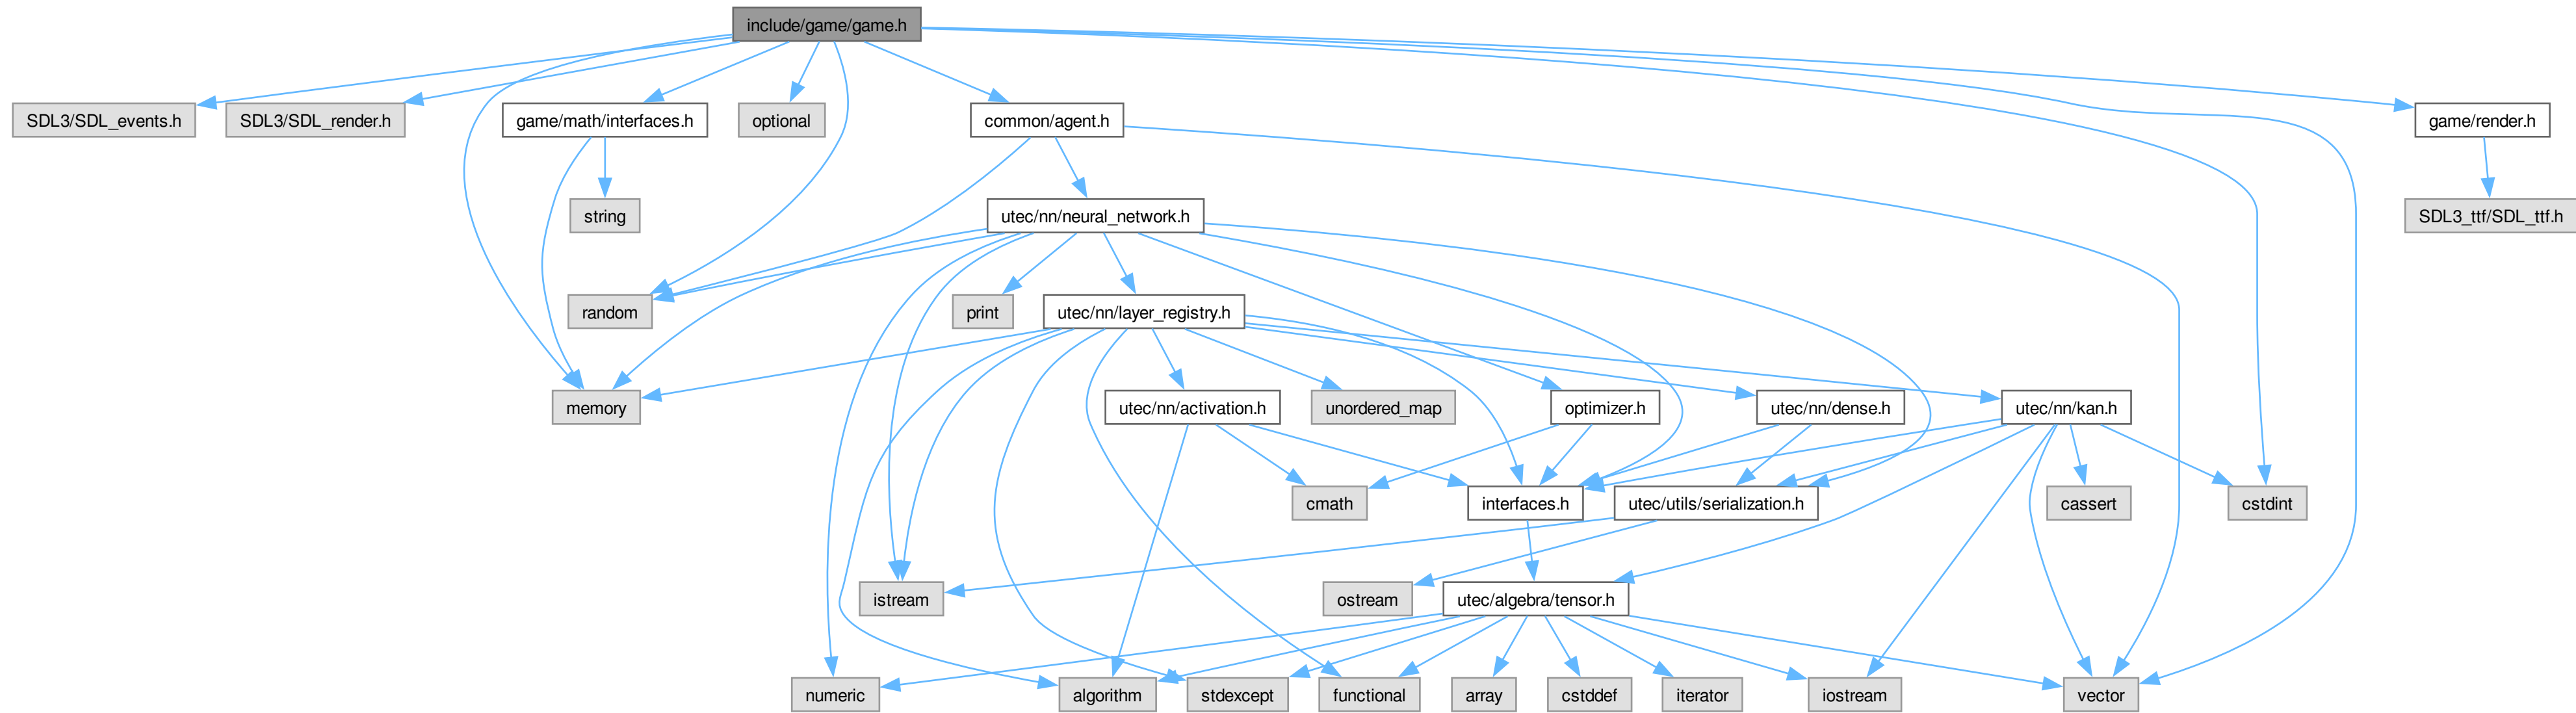 include/game/game.h
SDL3/SDL_events.h
SDL3/SDL_render.h
game/math/interfaces.h
optional
common/agent.h
game/render.h
string
utec/nn/neural_network.h
SDL3_ttf/SDL_ttf.h
random
print
utec/nn/layer_registry.h
memory
utec/nn/activation.h
unordered_map
optimizer.h
utec/nn/dense.h
utec/nn/kan.h
cmath
interfaces.h
utec/utils/serialization.h
cassert
cstdint
istream
ostream
utec/algebra/tensor.h
numeric
algorithm
stdexcept
functional
array
cstddef
iterator
iostream
vector